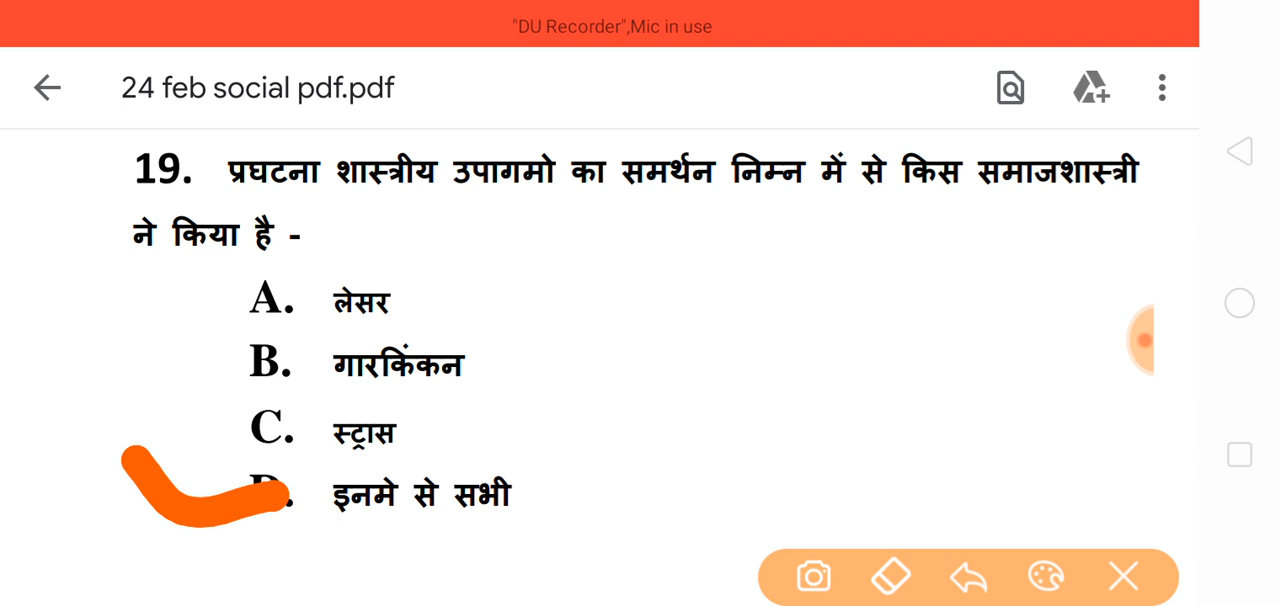 "DU Recorder",Mic in use
24 feb social pdf.pdf
19. प्रघटना शास्त्रीय उपागमो का समर्थन निम्न में से किस समाजशास्त्री
ने किया है -
A. लेसर
B. गारकिंकन
C. स्ट्रास
D. इनमे से सभी